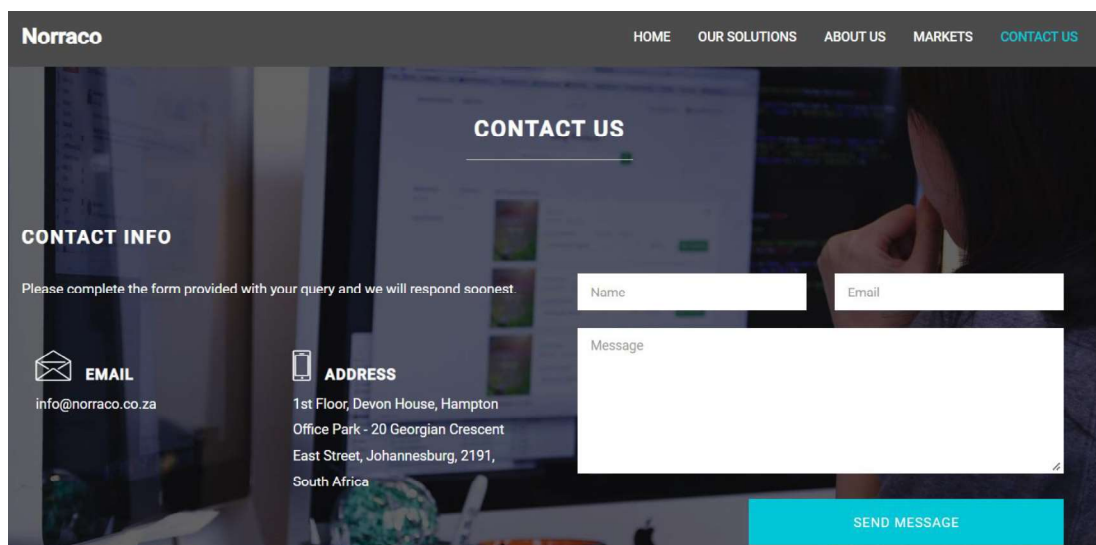 Norraco
HOME OUR SOLUTIONS ABOUT US MARKETS CONTACT US
CONTACT US
CONTACT INFO
Please complete the form provided with your query and we will respond soonest.
Name
Email
Message
EMAIL
info@norraco.co.za
ADDRESS
1st Floor, Devon House, Hampton
Office Park - 20 Georgian Crescent
East Street, Johannesburg, 2191,
South Africa
SEND MESSAGE